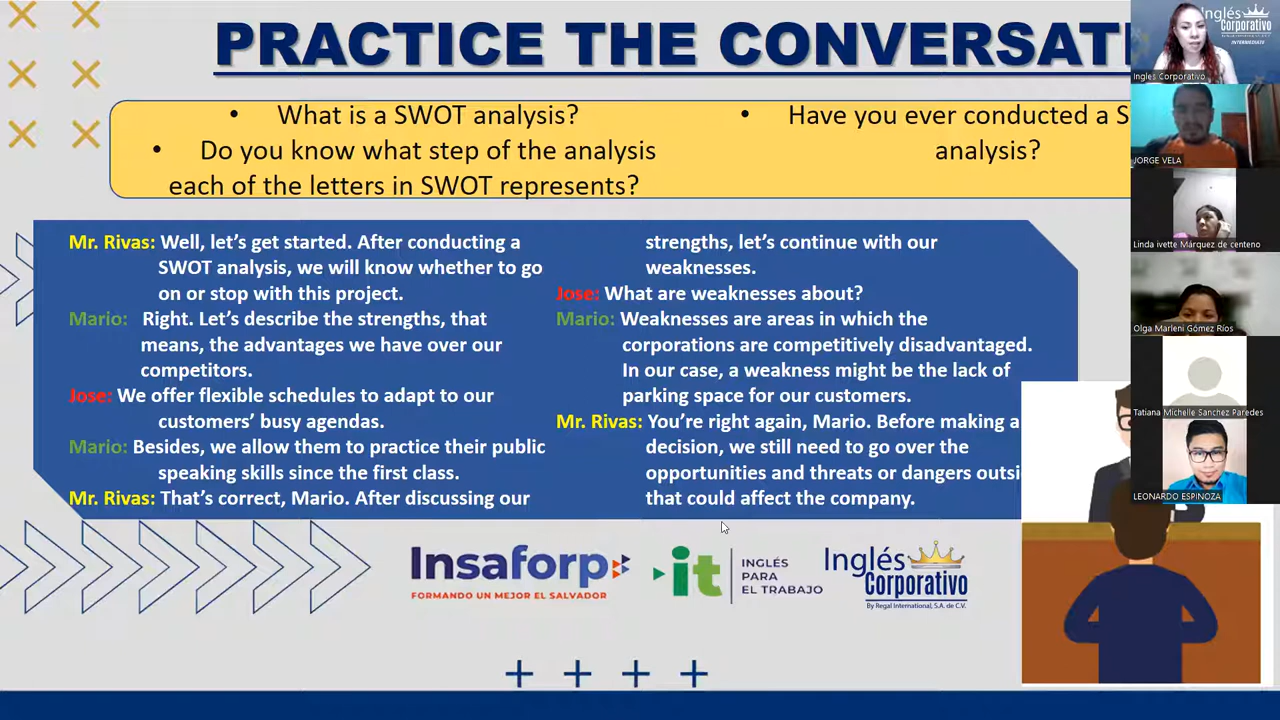 PRACTICE THE CONVERSATI
• What is a SWOT analysis?
• Do you know what step of the analysis
each of the letters in SWOT represents?
• Have you ever conducted a S
analysis?
Mr. Rivas: Well, let's get started. After conducting a
SWOT analysis, we will know whether to go
on or stop with this project.
Mario: Right. Let's describe the strengths, that
means, the advantages we have over our
competitors.
Jose: We offer flexible schedules to adapt to our
customers' busy agendas.
Mario: Besides, we allow them to practice their public
speaking skills since the first class.
Mr. Rivas: That's correct, Mario. After discussing our
strengths, let's continue with our
weaknesses.
Jose: What are weaknesses about?
Mario: Weaknesses are areas in which the
corporations are competitively disadvantaged.
In our case, a weakness might be the lack of
parking space for our customers.
Mr. Rivas: You're right again, Mario. Before making a
decision, we still need to go over the
opportunities and threats or dangers outsi
that could affect the company.
Insaforp
FORMANDO UN MEJOR EL SALVADOR
it
INGLÉS
PARA
EL TRABAJO
Inglés
Corporativo
By Regal International, S.A. de C.V.
Inglés
Corporativo
INTERMEDIATE
Ingles Corporativo
JORGE VELA
Linda ivette Márquez de centeno
Olga Marleni Gómez Ríos
Tatiana Michelle Sanchez Paredes
LEONARDO ESPINOZA